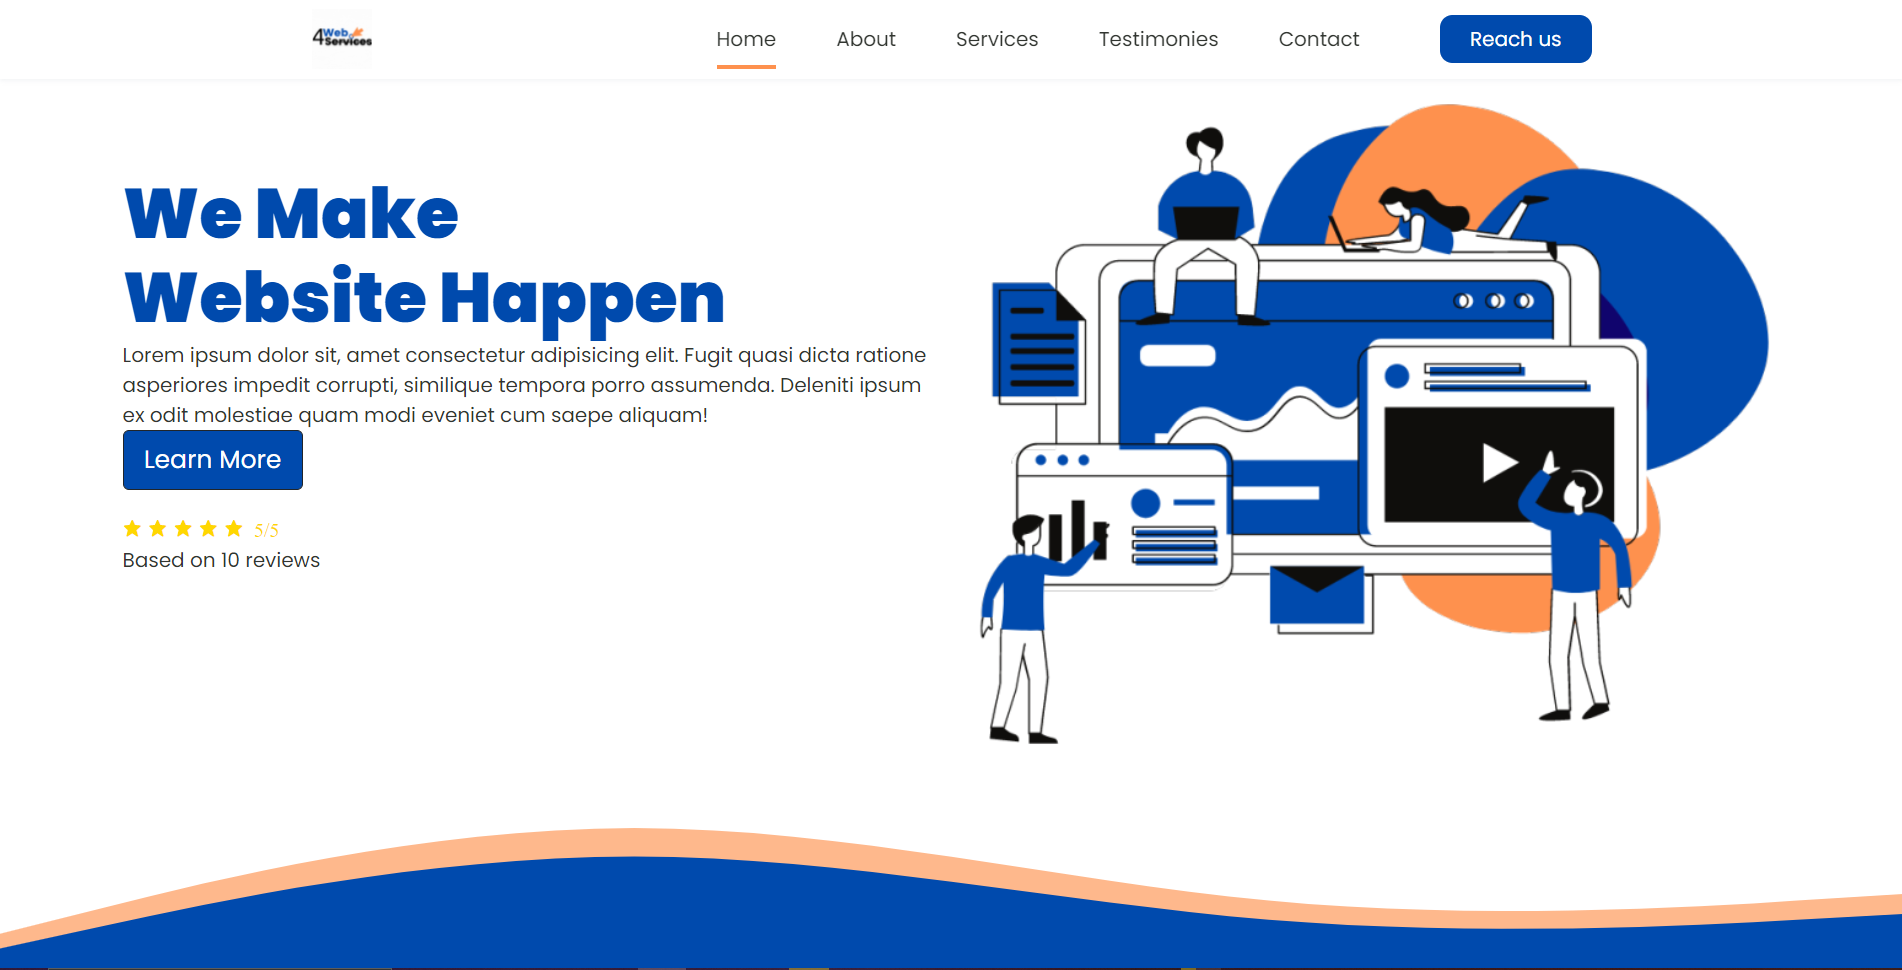 4Web
Services
Home
About
Services
Testimonies
Contact
Reach us
We Make
Website Happen
Lorem ipsum dolor sit, amet consectetur adipisicing elit. Fugit quasi dicta ratione
asperiores impedit corrupti, similique tempora porro assumenda. Deleniti ipsum
ex odit molestiae quam modi eveniet cum saepe aliquam!
Learn More
5/5
Based on 10 reviews